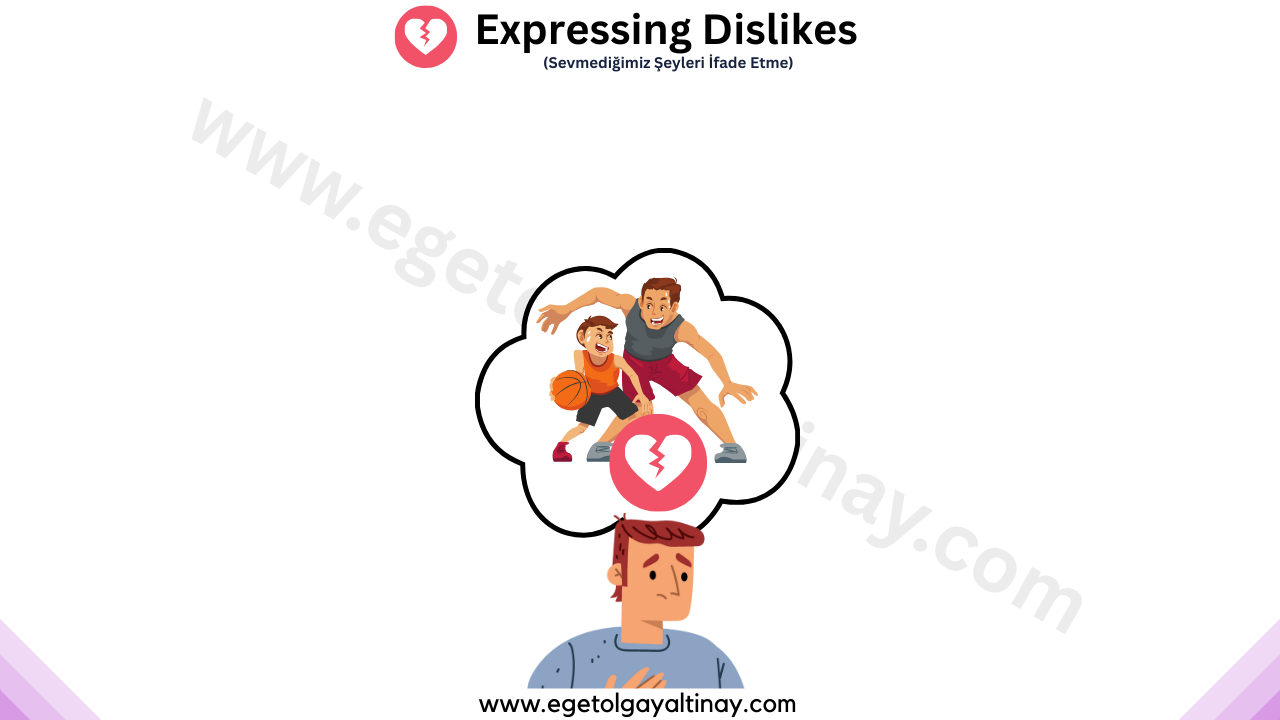 Expressing Dislikes
(Sevmediğimiz Şeyleri İfade Etme)
www.egetolgayaltinay.com
www.egetolgayaltinay.com